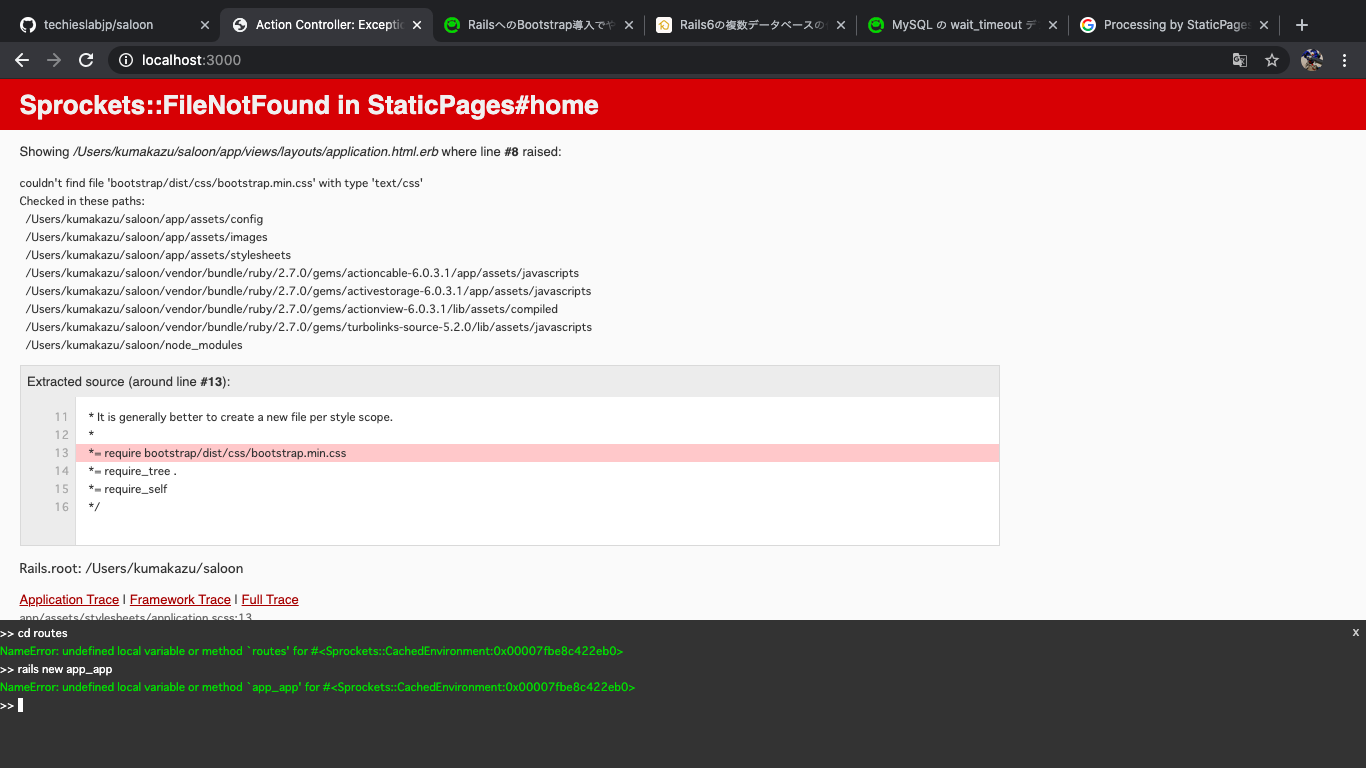 techieslabjp/saloon
Action Controller: Exceptio
RailsへのBootstrap導入でや
Rails6の複数データベースの
MySQL の wait_timeout デ
Processing by StaticPages
localhost:3000
Sprockets::FileNotFound in StaticPages#home
Showing /Users/kumakazu/saloon/app/views/layouts/application.html.erb where line #8 raised:
couldn't find file 'bootstrap/dist/css/bootstrap.min.css' with type 'text/css'
Checked in these paths:
/Users/kumakazu/saloon/app/assets/config
/Users/kumakazu/saloon/app/assets/images
/Users/kumakazu/saloon/app/assets/stylesheets
/Users/kumakazu/saloon/vendor/bundle/ruby/2.7.0/gems/actioncable-6.0.3.1/app/assets/javascripts
/Users/kumakazu/saloon/vendor/bundle/ruby/2.7.0/gems/activestorage-6.0.3.1/app/assets/javascripts
/Users/kumakazu/saloon/vendor/bundle/ruby/2.7.0/gems/actionview-6.0.3.1/lib/assets/compiled
/Users/kumakazu/saloon/vendor/bundle/ruby/2.7.0/gems/turbolinks-source-5.2.0/lib/assets/javascripts
/Users/kumakazu/saloon/node_modules
Extracted source (around line #13):
11 * It is generally better to create a new file per style scope.
12 *
13 *= require bootstrap/dist/css/bootstrap.min.css
14 *= require_tree .
15 *= require_self
16 */
Rails.root: /Users/kumakazu/saloon
Application Trace | Framework Trace | Full Trace
app/assets/stylesheets/application.scss:13
>> cd routes
x
NameError: undefined local variable or method `routes' for #<Sprockets::CachedEnvironment:0x00007fbe8c422eb0>
>> rails new app_app
NameError: undefined local variable or method `app_app' for #<Sprockets::CachedEnvironment:0x00007fbe8c422eb0>
>>